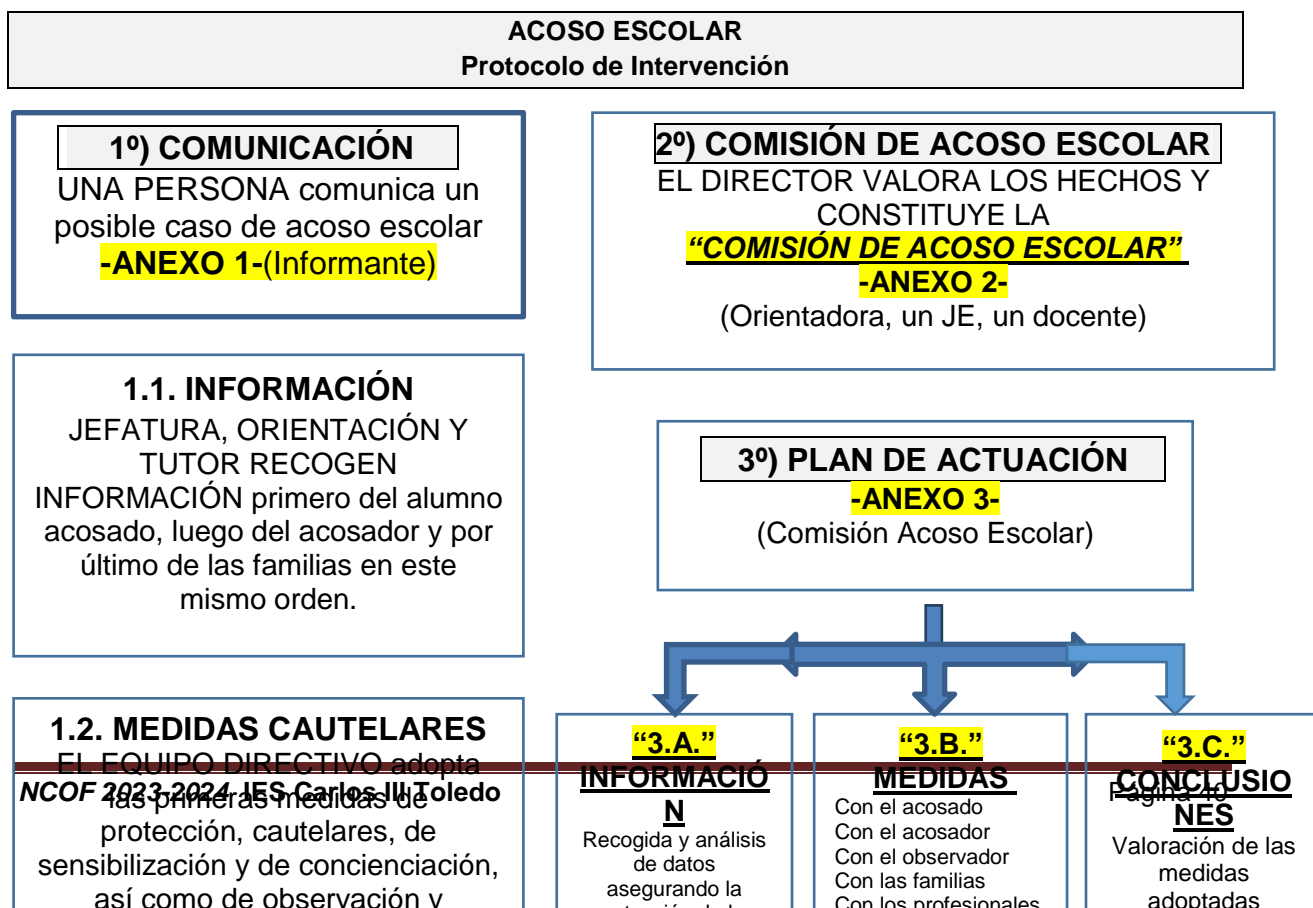 ACOSO ESCOLAR
Protocolo de Intervención
1º) COMUNICACIÓN
UNA PERSONA comunica un
posible caso de acoso escolar
-ANEXO 1-(Informante)
2º) COMISIÓN DE ACOSO ESCOLAR
EL DIRECTOR VALORA LOS HECHOS Y
CONSTITUYE LA
“COMISIÓN DE ACOSO ESCOLAR”
-ANEXO 2-
(Orientadora, un JE, un docente)
1.1. INFORMACIÓN
JEFATURA, ORIENTACIÓN Y
TUTOR RECOGEN
INFORMACIÓN primero del alumno
acosado, luego del acosador y por
último de las familias en este
mismo orden.
3º) PLAN DE ACTUACIÓN
-ANEXO 3-
(Comisión Acoso Escolar)
1.2. MEDIDAS CAUTELARES
EL EQUIPO DIRECTIVO adopta
las primeras medidas de
protección, cautelares, de
sensibilización y de concienciación,
así como de observación y
“3.A.”
INFORMACIÓ
N
Recogida y análisis
de datos
asegurando la
“3.B.”
MEDIDAS
Con el acosado
Con el acosador
Con el observador
Con las familias
Con los profesionales
“3.C.”
CONCLUSIO
NES
Valoración de las
medidas
adoptadas
NCOF 2023-2024 IES Carlos III Toledo
Página 40